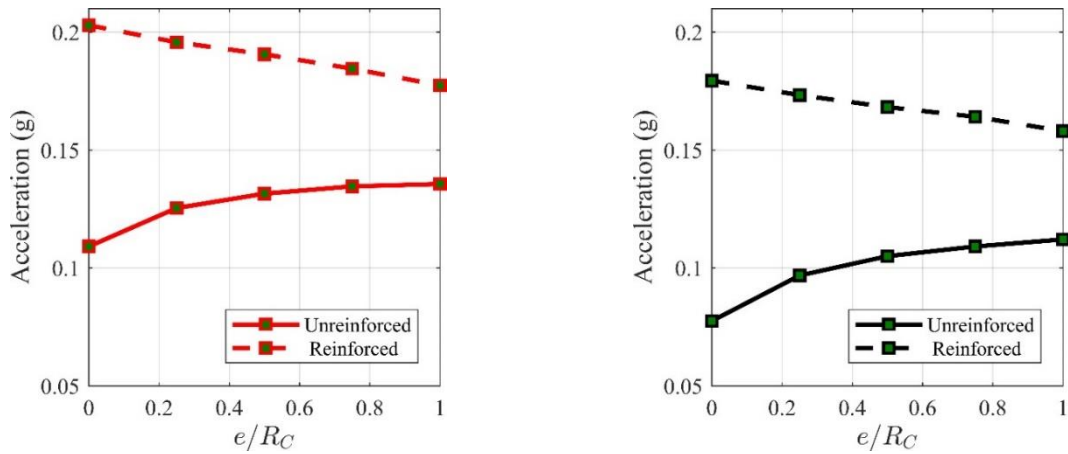 0.2
0.15
0.1
0.05
Acceleration (g)
Unreinforced
Reinforced
0 0.2 0.4 0.6 0.8 1
e/R_C
0.2
0.15
0.1
0.05
Acceleration (g)
Unreinforced
Reinforced
0 0.2 0.4 0.6 0.8 1
e/R_C